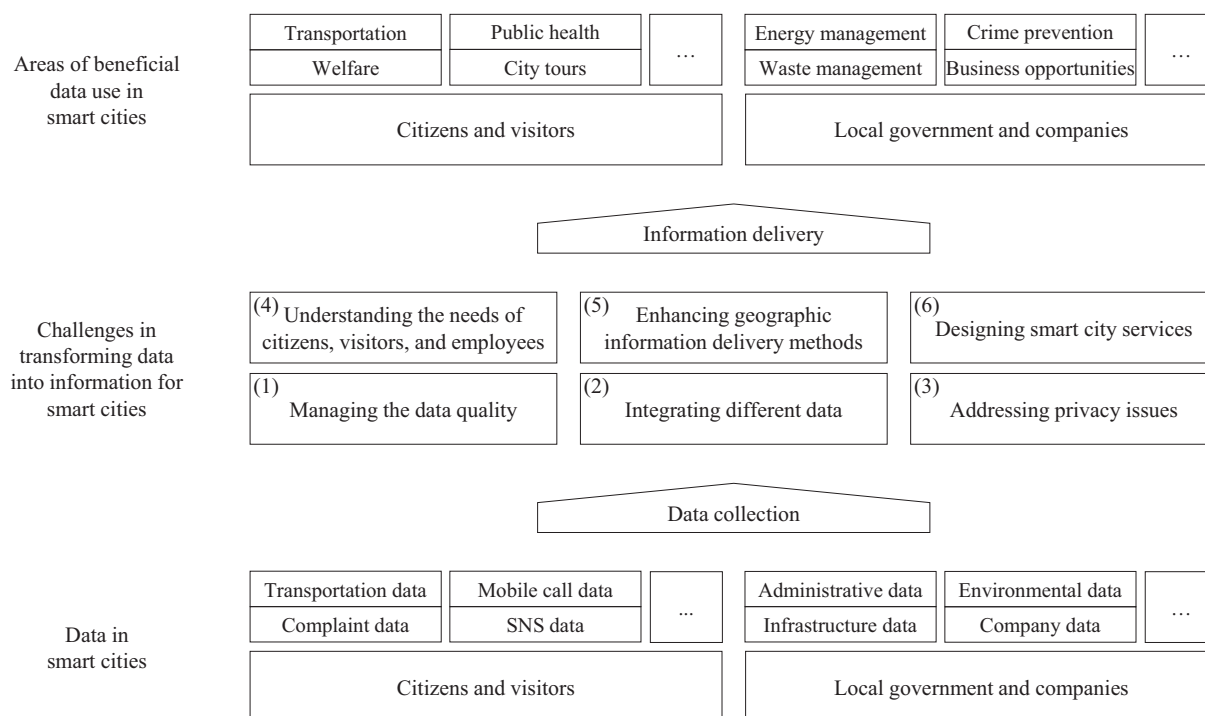 Areas of beneficial
data use in
smart cities
Transportation
Welfare
Public health
City tours
…
Energy management
Waste management
Crime prevention
Business opportunities
…
Citizens and visitors
Local government and companies
Information delivery
Challenges in
transforming data
into information for
smart cities
(4)
Understanding the needs of
citizens, visitors, and employees
(5)
Enhancing geographic
information delivery methods
(6)
Designing smart city services
(1)
Managing the data quality
(2)
Integrating different data
(3)
Addressing privacy issues
Data collection
Data in
smart cities
Transportation data
Complaint data
Mobile call data
SNS data
...
Administrative data
Infrastructure data
Environmental data
Company data
…
Citizens and visitors
Local government and companies